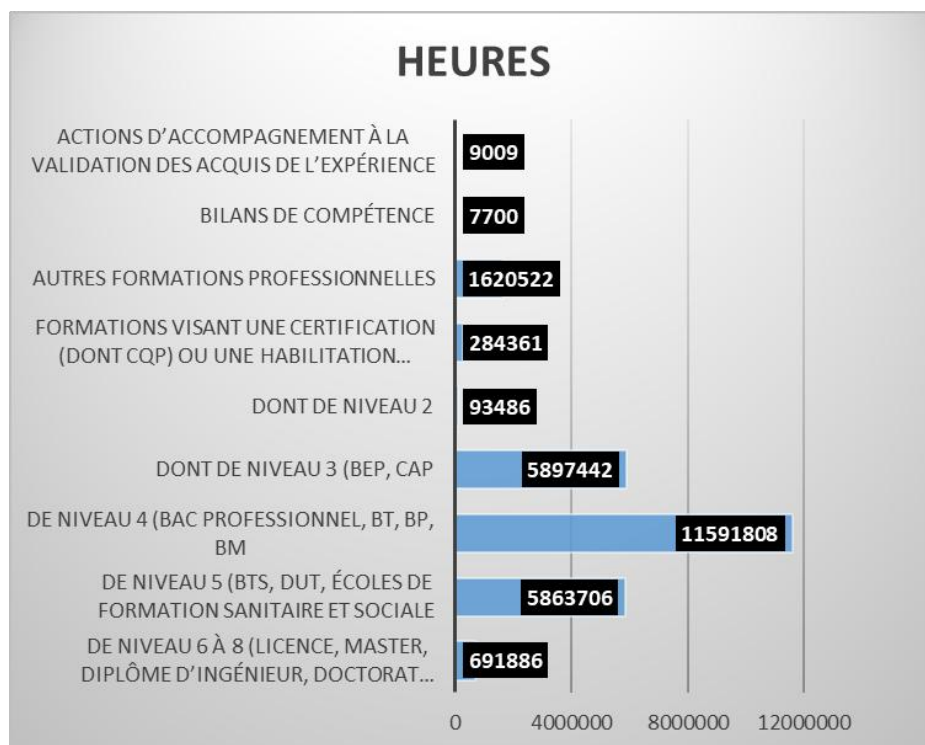 HEURES
ACTIONS D’ACCOMPAGNEMENT À LA
VALIDATION DES ACQUIS DE L’EXPÉRIENCE
9009
BILANS DE COMPÉTENCE
7700
AUTRES FORMATIONS PROFESSIONNELLES
1620522
FORMATIONS VISANT UNE CERTIFICATION
(DONT CQP) OU UNE HABILITATION…
284361
DONT DE NIVEAU 2
93486
DONT DE NIVEAU 3 (BEP, CAP
5897442
DE NIVEAU 4 (BAC PROFESSIONNEL, BT, BP,
BM
11591808
DE NIVEAU 5 (BTS, DUT, ÉCOLES DE
FORMATION SANITAIRE ET SOCIALE
5863706
DE NIVEAU 6 À 8 (LICENCE, MASTER,
DIPLÔME D’INGÉNIEUR, DOCTORAT…
691886
0 4000000 8000000 12000000